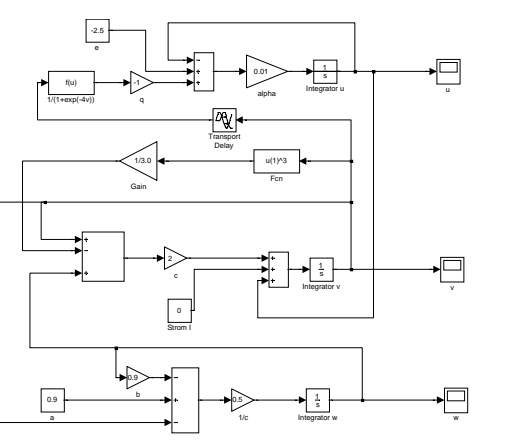 -2.5
e
f(u)
1/(1+exp(-4v))
-1
q
0.01
alpha
1
s
Integrator u
u
Transport
Delay
1/3.0
Gain
u(1)^3
Fcn
2
c
0
Strom I
1
s
Integrator v
v
0.9
b
0.9
a
0.5
1/c
1
s
Integrator w
w